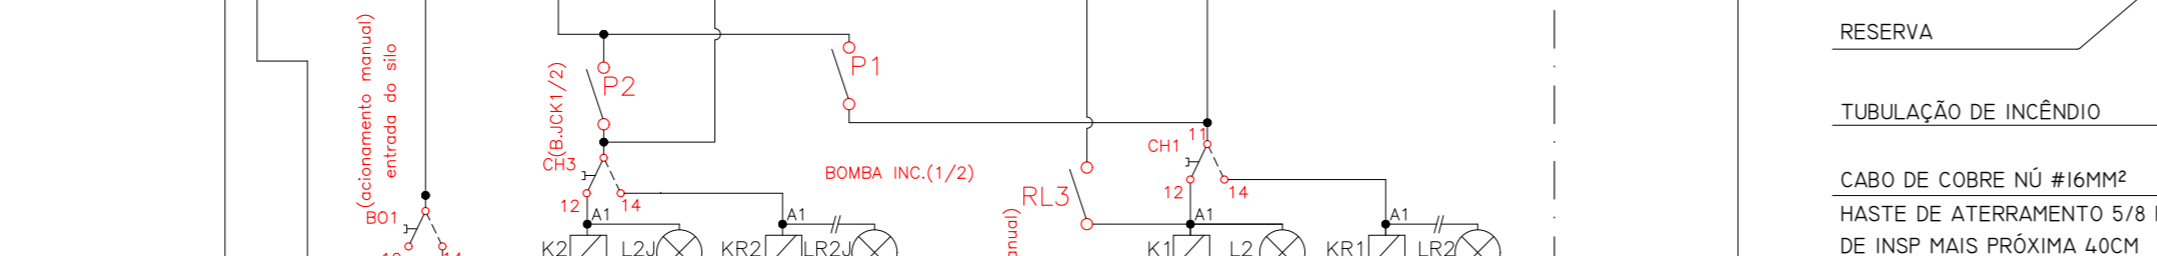 (acionamento manual)
entrada do silo
BO1
P2
(BJCK1/2)
CH3
12
14
A1
K2
L2J
A1
KR2
LR2J
P1
BOMBA INC.(1/2)
RL3
11
CH1
12
14
A1
K1
L2
A1
KR1
LR2
RESERVA
TUBULAÇÃO DE INCÊNDIO
CABO DE COBRE NÚ #16MM²
HASTE DE ATERRAMENTO 5/8
DE INSP MAIS PRÓXIMA 40CM